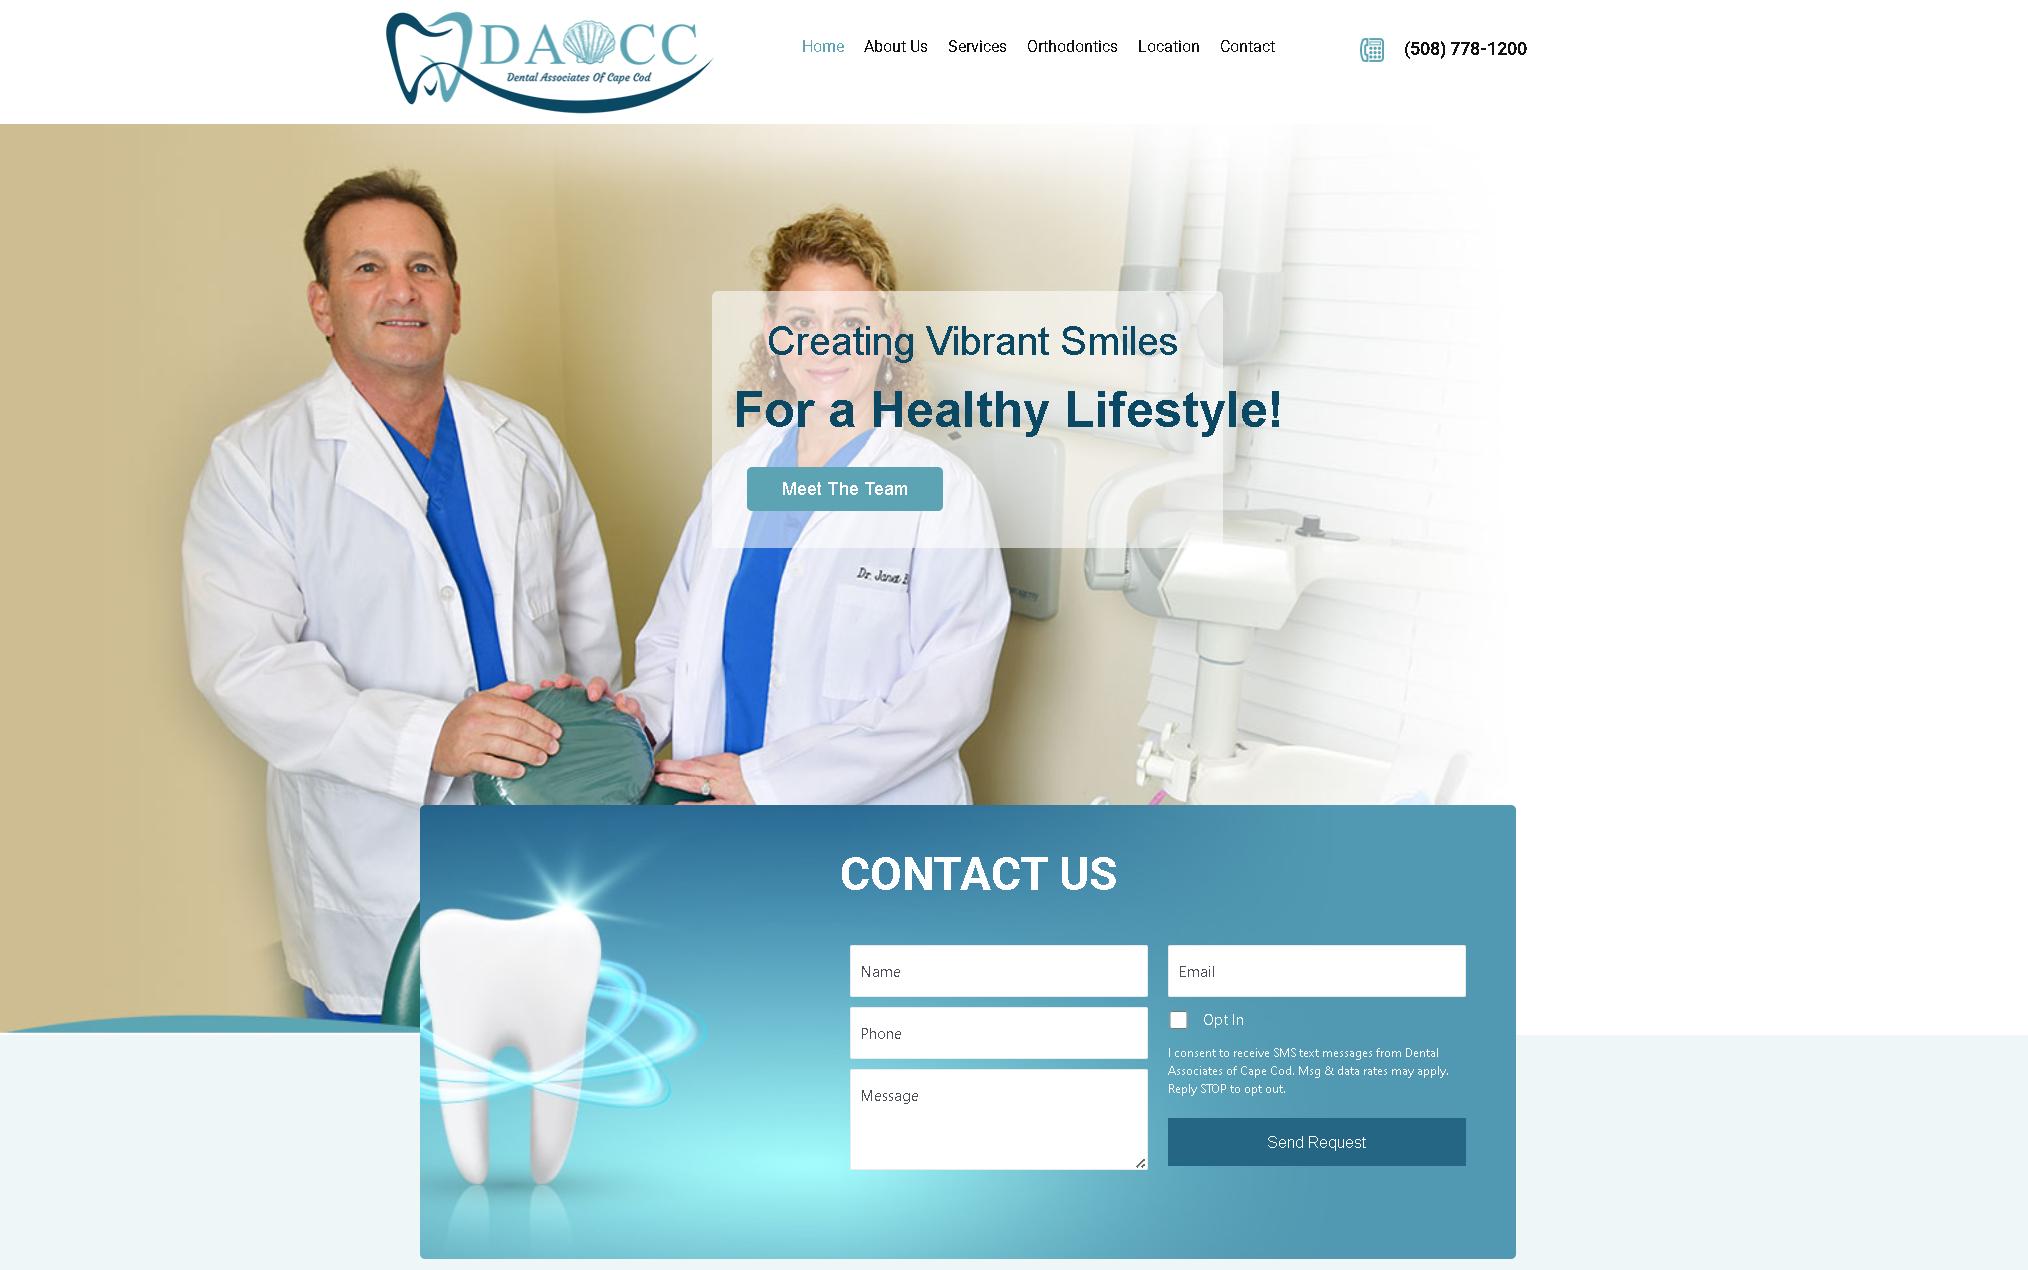 DA CC
Dental Associates Of Cape Cod
Home About Us Services Orthodontics Location Contact
(508) 778-1200
Creating Vibrant Smiles
For a Healthy Lifestyle!
Meet The Team
Dr. Janet
CONTACT US
Name
Email
Phone
Opt In
I consent to receive SMS text messages from Dental
Associates of Cape Cod. Msg & data rates may apply.
Reply STOP to opt out.
Message
Send Request